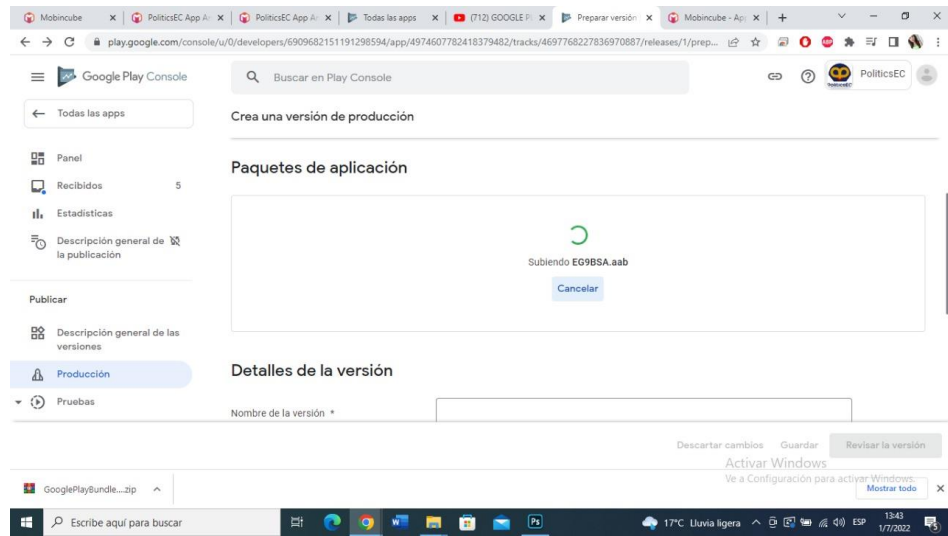 Mobincube
PoliticsEC App A
PoliticsEC App A
Todas las apps
(712) GOOGLE P
Preparar versión
Mobincube - Ap
play.google.com/console/u/0/developers/6909682151191298594/app/4974607782418379482/tracks/4697768227836970887/releases/1/prep...
Google Play Console
Buscar en Play Console
PoliticsEC
Todas las apps
Crea una versión de producción
Panel
Recibidos 5
Estadísticas
Descripción general de
la publicación
Paquetes de aplicación
Subiendo EG9BSA.aab
Cancelar
Publicar
Descripción general de las
versiones
Producción
Pruebas
Detalles de la versión
Nombre de la versión *
Descartar cambios Guardar Revisar la versión
Activar Windows
Ve a Configuración para activar Windows.
GooglePlayBundle....zip
Mostrar todo
Escribe aquí para buscar
17°C Lluvia ligera
ESP
13:43
1/7/2022